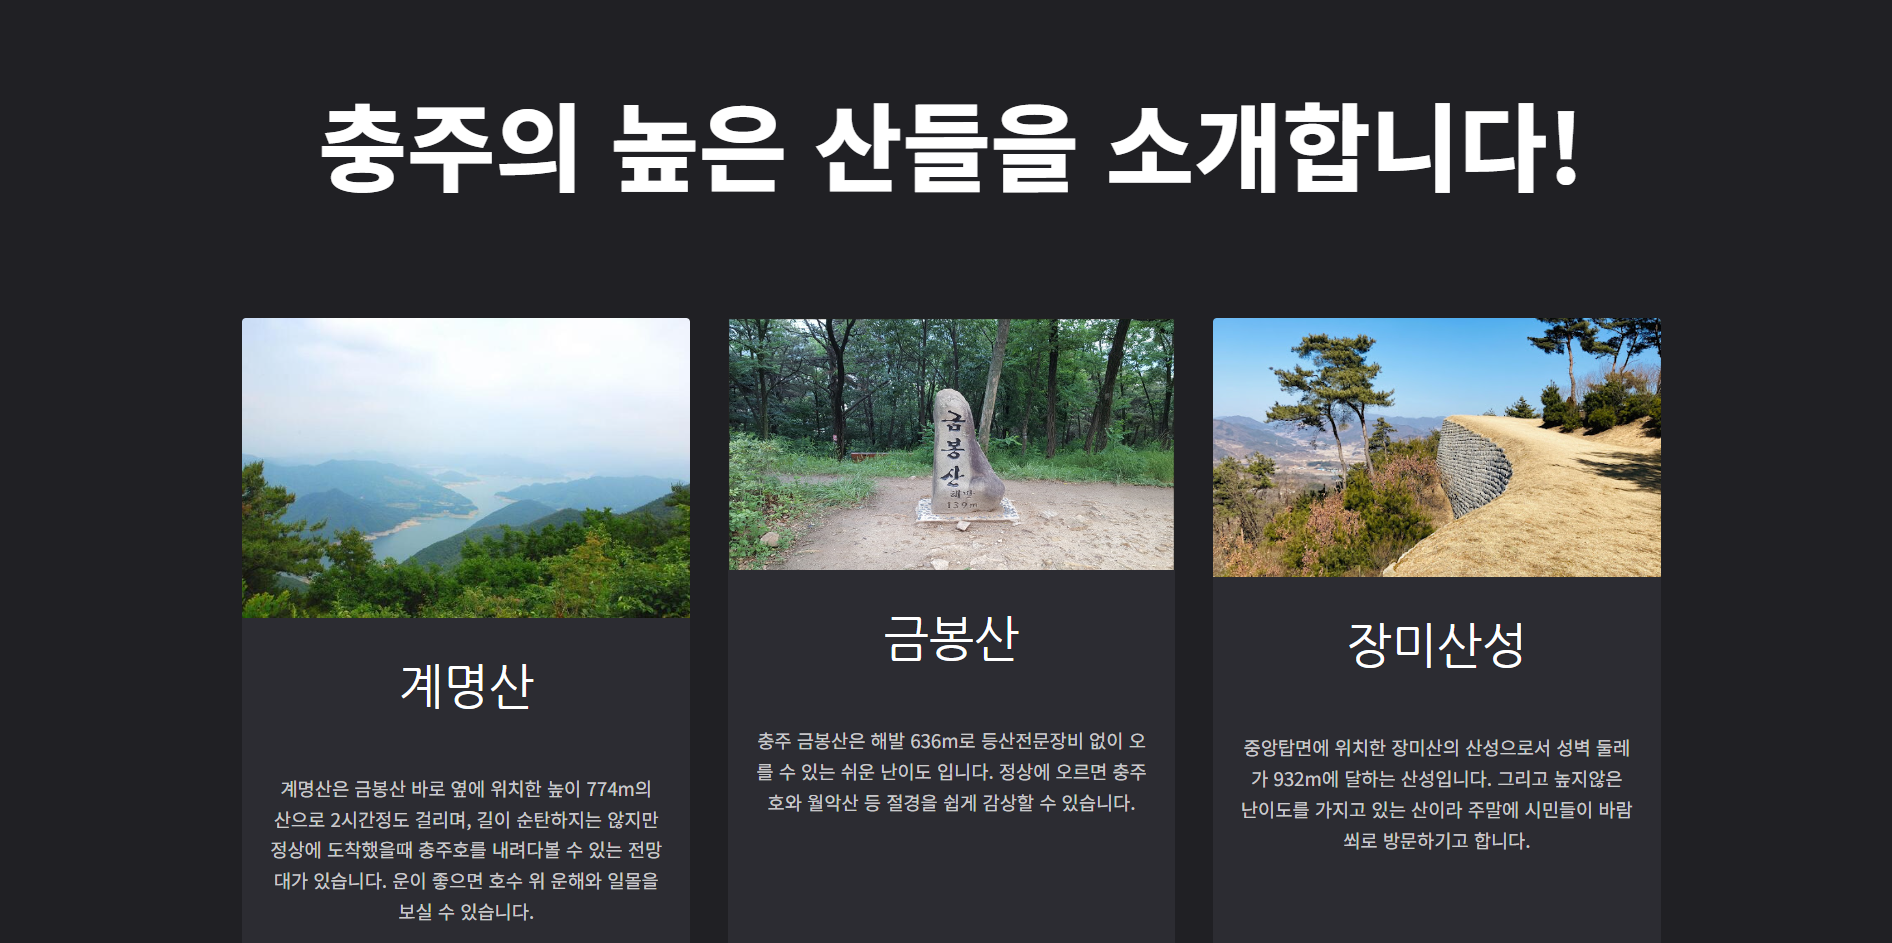 충주의 높은 산들을 소개합니다!
금
봉
산
해발
139m
계명산
계명산은 금봉산 바로 옆에 위치한 높이 774m의
산으로 2시간정도 걸리며, 길이 순탄하지는 않지만
정상에 도착했을때 충주호를 내려다볼 수 있는 전망
대가 있습니다. 운이 좋으면 호수 위 운해와 일몰을
보실 수 있습니다.
금봉산
충주 금봉산은 해발 636m로 등산전문장비 없이 오
를 수 있는 쉬운 난이도 입니다. 정상에 오르면 충주
호와 월악산 등 절경을 쉽게 감상할 수 있습니다.
장미산성
중앙탑면에 위치한 장미산의 산성으로서 성벽 둘레
가 932m에 달하는 산성입니다. 그리고 높지않은
난이도를 가지고 있는 산이라 주말에 시민들이 바람
쐬로 방문하기고 합니다.